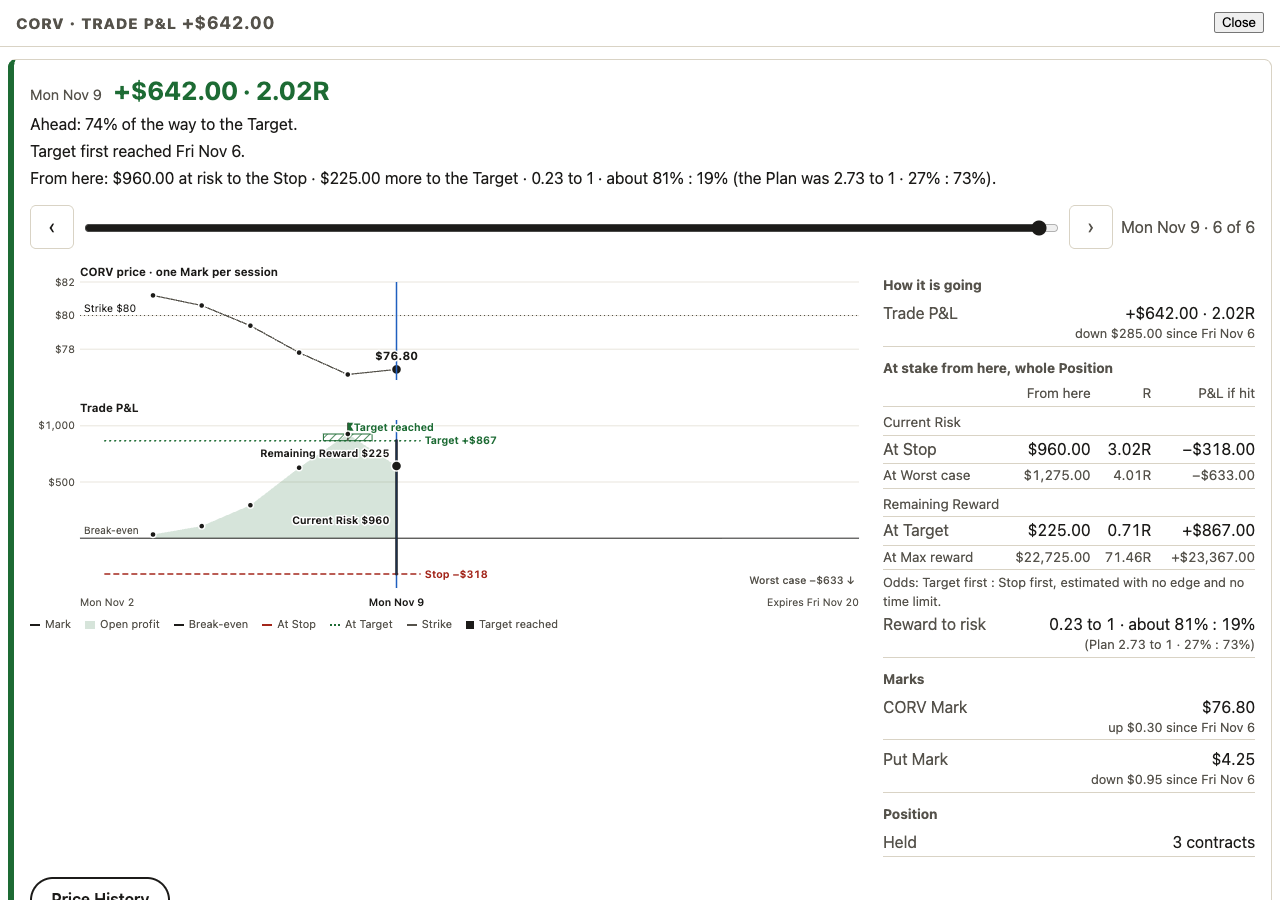 CORV · TRADE P&L +$642.00
Close
Mon Nov 9 +$642.00 · 2.02R
Ahead: 74% of the way to the Target.
Target first reached Fri Nov 6.
From here: $960.00 at risk to the Stop · $225.00 more to the Target · 0.23 to 1 · about 81% : 19% (the Plan was 2.73 to 1 · 27% : 73%).
‹
›
Mon Nov 9 · 6 of 6
CORV price · one Mark per session
$82
Strike $80
$80
$78
$76.80
Trade P&L
$1,000
Target reached
Target +$867
Remaining Reward $225
$500
Current Risk $960
Break-even
Stop −$318
Worst case −$633 ↓
Mon Nov 2
Mon Nov 9
Expires Fri Nov 20
Mark
Open profit
Break-even
At Stop
At Target
Strike
Target reached
How it is going
Trade P&L +$642.00 · 2.02R
down $285.00 since Fri Nov 6
At stake from here, whole Position
From here R P&L if hit
Current Risk
At Stop $960.00 3.02R −$318.00
At Worst case $1,275.00 4.01R −$633.00
Remaining Reward
At Target $225.00 0.71R +$867.00
At Max reward $22,725.00 71.46R +$23,367.00
Odds: Target first : Stop first, estimated with no edge and no
time limit.
Reward to risk 0.23 to 1 · about 81% : 19%
(Plan 2.73 to 1 · 27% : 73%)
Marks
CORV Mark $76.80
up $0.30 since Fri Nov 6
Put Mark $4.25
down $0.95 since Fri Nov 6
Position
Held 3 contracts
Price History